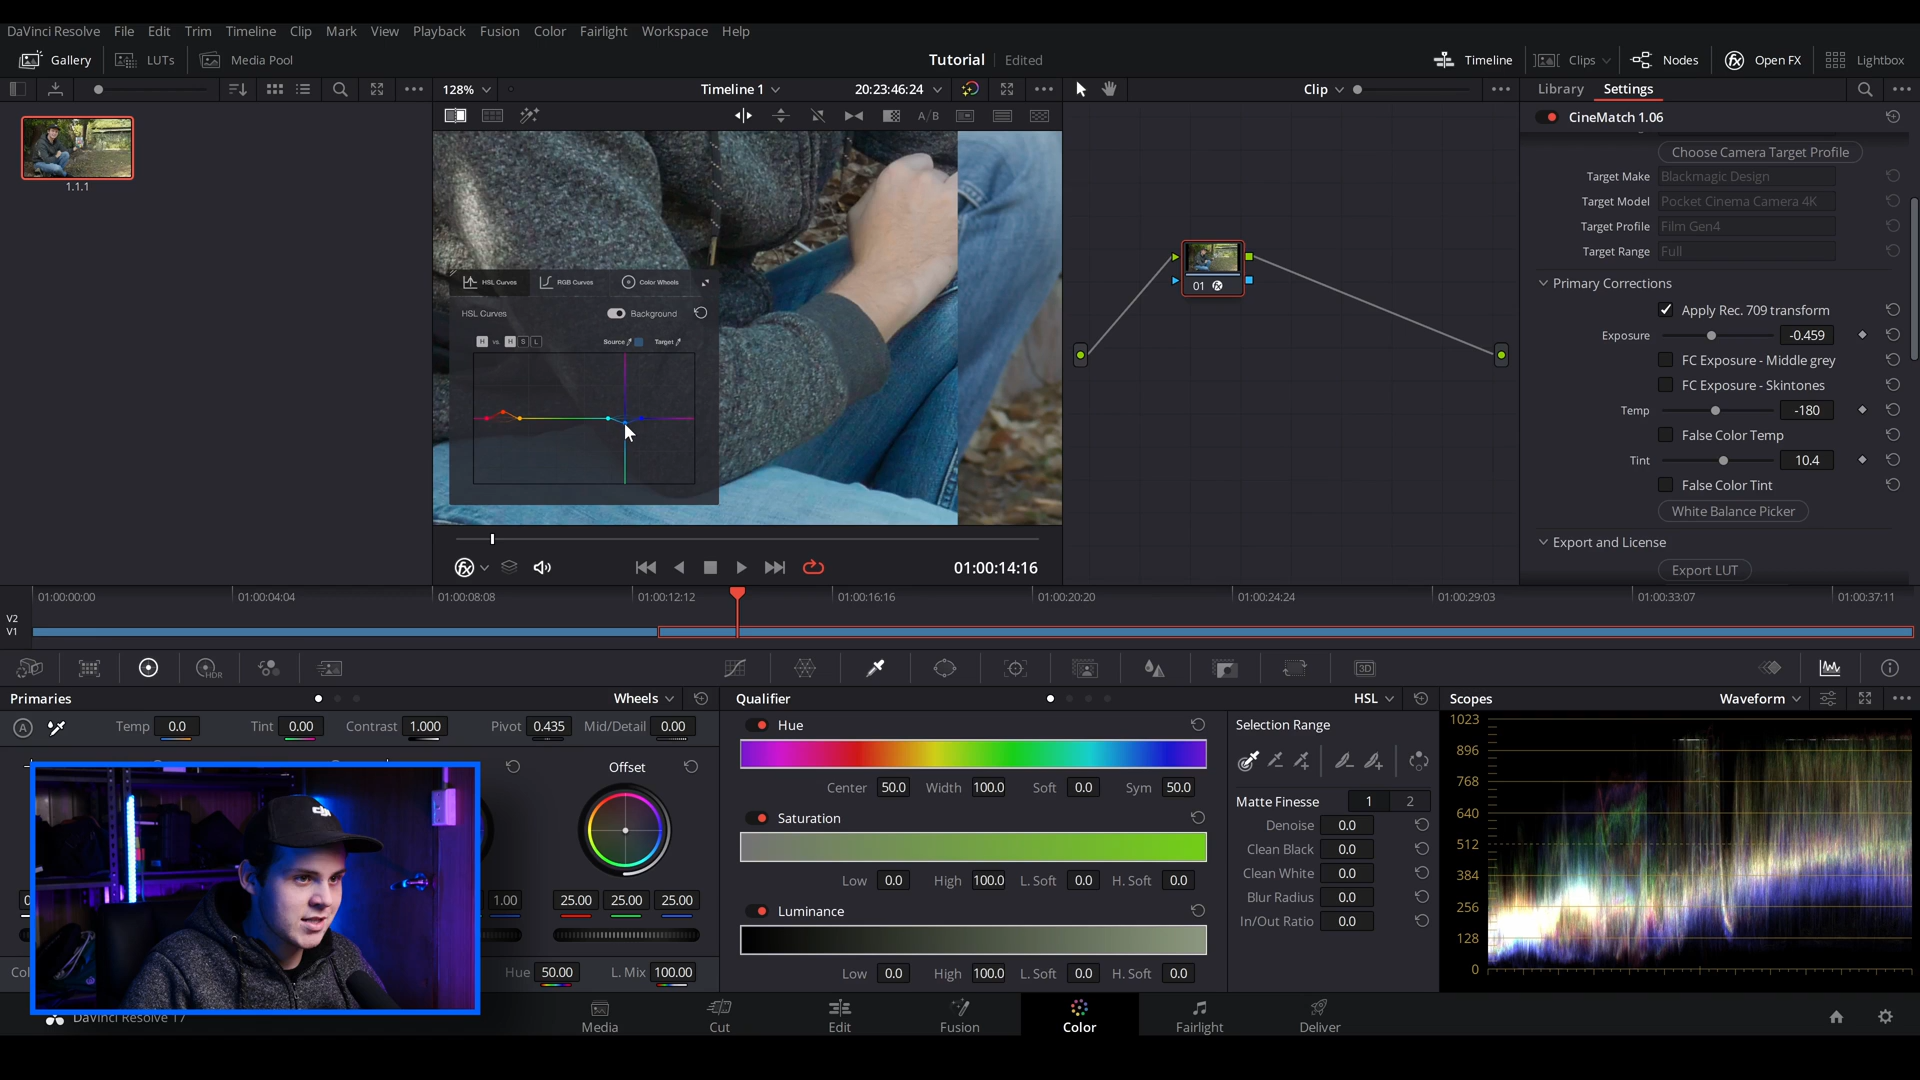 DaVinci Resolve File Edit Trim Timeline Clip Mark View Playback Fusion Color Fairlight Workspace Help
Gallery LUTs Media Pool Tutorial Edited Timeline Clips Nodes Open FX Lightbox
128% Timeline 1 20:23:46:24 Clip Library Settings
A/B
CineMatch 1.06
1.1.1
Choose Camera Target Profile
Target Make Blackmagic Design
Target Model Pocket Cinema Camera 4K
Target Profile Film Gen4
Target Range Full
Primary Corrections
Apply Rec. 709 transform
Exposure -0.459
FC Exposure - Middle grey
FC Exposure - Skintones
Temp -180
False Color Temp
Tint 10.4
False Color Tint
White Balance Picker
Export and License
Export LUT
HSL Curves RGB Curves Color Wheels
HSL Curves Background
H vs. H S L Source Target
01
01:00:14:16
01:00:00:00 01:00:04:04 01:00:08:08 01:00:12:12 01:00:16:16 01:00:20:20 01:00:24:24 01:00:29:03 01:00:33:07 01:00:37:11
V2
V1
HDR
3D
Primaries Wheels
A Temp 0.0 Tint 0.00 Contrast 1.000 Pivot 0.435 Mid/Detail 0.00
Offset
1.00 25.00 25.00 25.00
Hue 50.00 L. Mix 100.00
Qualifier HSL
Hue
Center 50.0 Width 100.0 Soft 0.0 Sym 50.0
Saturation
Low 0.0 High 100.0 L. Soft 0.0 H. Soft 0.0
Luminance
Low 0.0 High 100.0 L. Soft 0.0 H. Soft 0.0
Selection Range
Matte Finesse 1 2
Denoise 0.0
Clean Black 0.0
Clean White 0.0
Blur Radius 0.0
In/Out Ratio 0.0
Scopes Waveform
1023
896
768
640
512
384
256
128
0
DaVinci Resolve 17
Media Cut Edit Fusion Color Fairlight Deliver